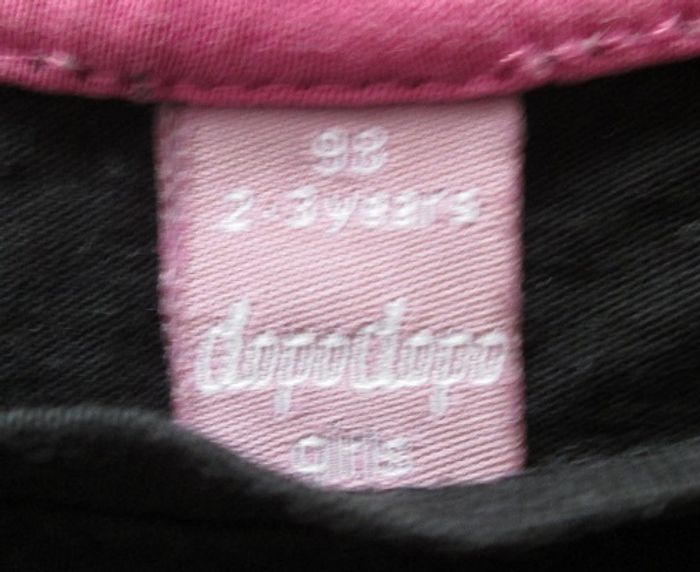 98
2-3 years
dopodopo
girls